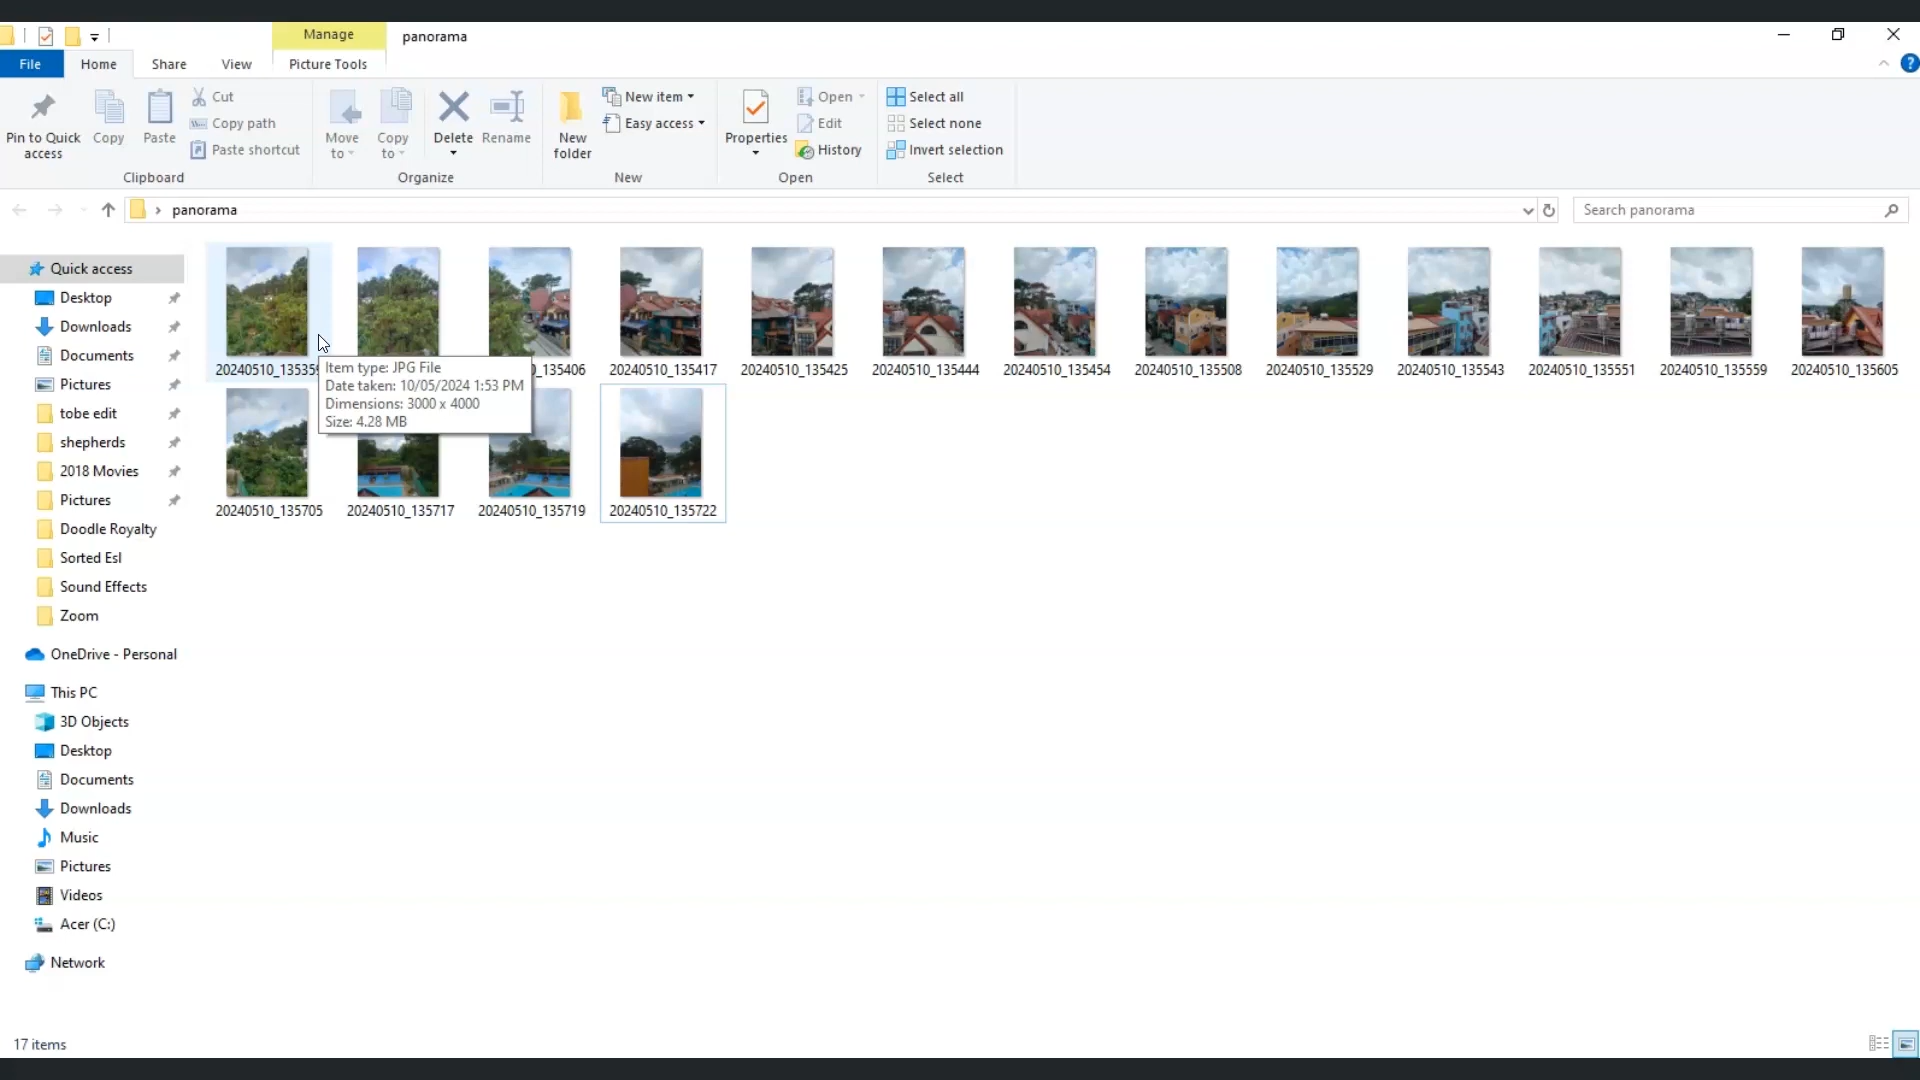 Manage
panorama
File
Home
Share
View
Picture Tools
Pin to Quick access
Copy
Paste
Cut
Copy path
Paste shortcut
Clipboard
Move to
Copy to
Delete
Rename
Organize
New folder
New item
Easy access
New
Properties
Open
Edit
History
Open
Select all
Select none
Invert selection
Select
panorama
Search panorama
Quick access
Desktop
Downloads
Documents
Pictures
tobe edit
shepherds
2018 Movies
Pictures
Doodle Royalty
Sorted Esl
Sound Effects
Zoom
OneDrive - Personal
This PC
3D Objects
Desktop
Documents
Downloads
Music
Pictures
Videos
Acer (C:)
Network
20240510_13535
_135406
20240510_135417
20240510_135425
20240510_135444
20240510_135454
20240510_135508
20240510_135529
20240510_135543
20240510_135551
20240510_135559
20240510_135605
Item type: JPG File
Date taken: 10/05/2024 1:53 PM
Dimensions: 3000 x 4000
Size: 4.28 MB
20240510_135705
20240510_135717
20240510_135719
20240510_135722
17 items